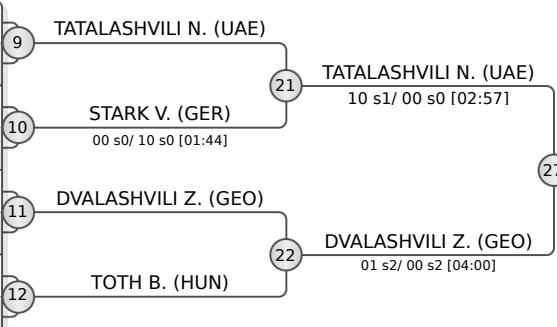 TATALASHVILI N. (UAE)
9
21
TATALASHVILI N. (UAE)
10 s1/ 00 s0 [02:57]
STARK V. (GER)
10
00 s0/ 10 s0 [01:44]
27
DVALASHVILI Z. (GEO)
11
22
DVALASHVILI Z. (GEO)
01 s2/ 00 s2 [04:00]
TOTH B. (HUN)
12